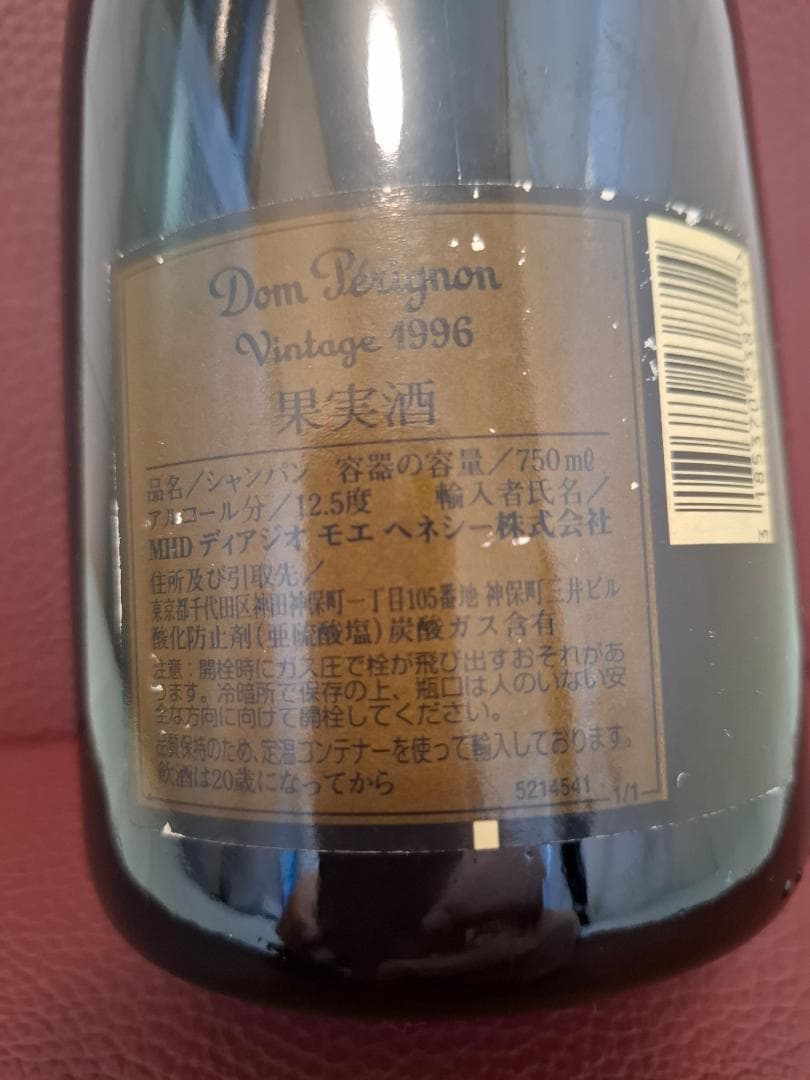 Dom Pérignon
Vintage 1996
果実酒
品名/シャンパン 容器の容量/750㎖
アルコール分/12.5度 輸入者氏名/
MHD ディアジオ モエ ヘネシー株式会社
住所及び引取先/
東京都千代田区神田神保町一丁目105番地 神保町三井ビル
酸化防止剤(亜硫酸塩)炭酸ガス含有
注意:開栓時にガス圧で栓が飛び出すおそれがあ
ります。冷暗所で保存の上、瓶口は人のいない安
全な方向に向けて開栓してください。
品質保持のため、定温コンテナーを使って輸入しております。
飲酒は20歳になってから
5214541 1/1